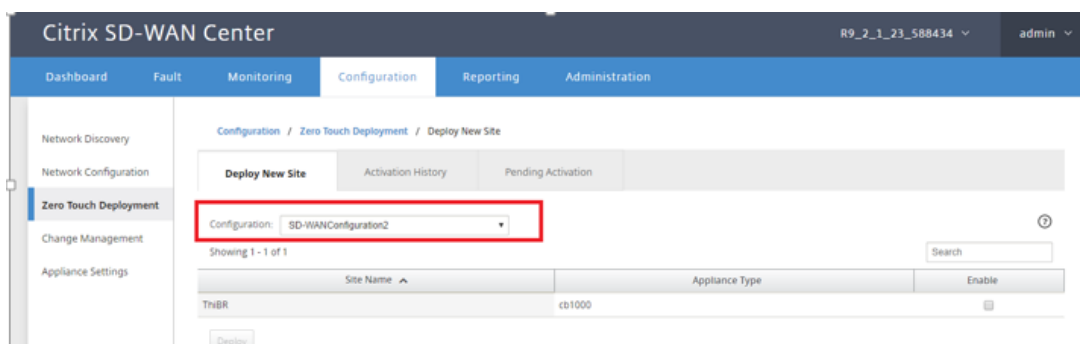 Citrix SD-WAN Center
R9_2_1_23_588434
admin
Dashboard Fault Monitoring Configuration Reporting Administration
Network Discovery
Network Configuration
Zero Touch Deployment
Change Management
Appliance Settings
Configuration / Zero Touch Deployment / Deploy New Site
Deploy New Site Activation History Pending Activation
Configuration: SD-WANConfiguration2
Showing 1 - 1 of 1
Search
Site Name Appliance Type Enable
ThiBR cb1000
Deploy